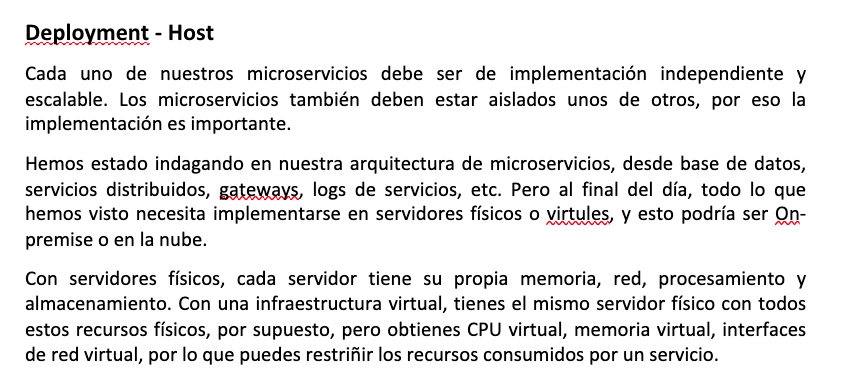 Deployment - Host
Cada uno de nuestros microservicios debe ser de implementación independiente y
escalable. Los microservicios también deben estar aislados unos de otros, por eso la
implementación es importante.
Hemos estado indagando en nuestra arquitectura de microservicios, desde base de datos,
servicios distribuidos, gateways, logs de servicios, etc. Pero al final del día, todo lo que
hemos visto necesita implementarse en servidores físicos o virtules, y esto podría ser On-
premise o en la nube.
Con servidores físicos, cada servidor tiene su propia memoria, red, procesamiento y
almacenamiento. Con una infraestructura virtual, tienes el mismo servidor físico con todos
estos recursos físicos, por supuesto, pero obtienes CPU virtual, memoria virtual, interfaces
de red virtual, por lo que puedes restriñir los recursos consumidos por un servicio.